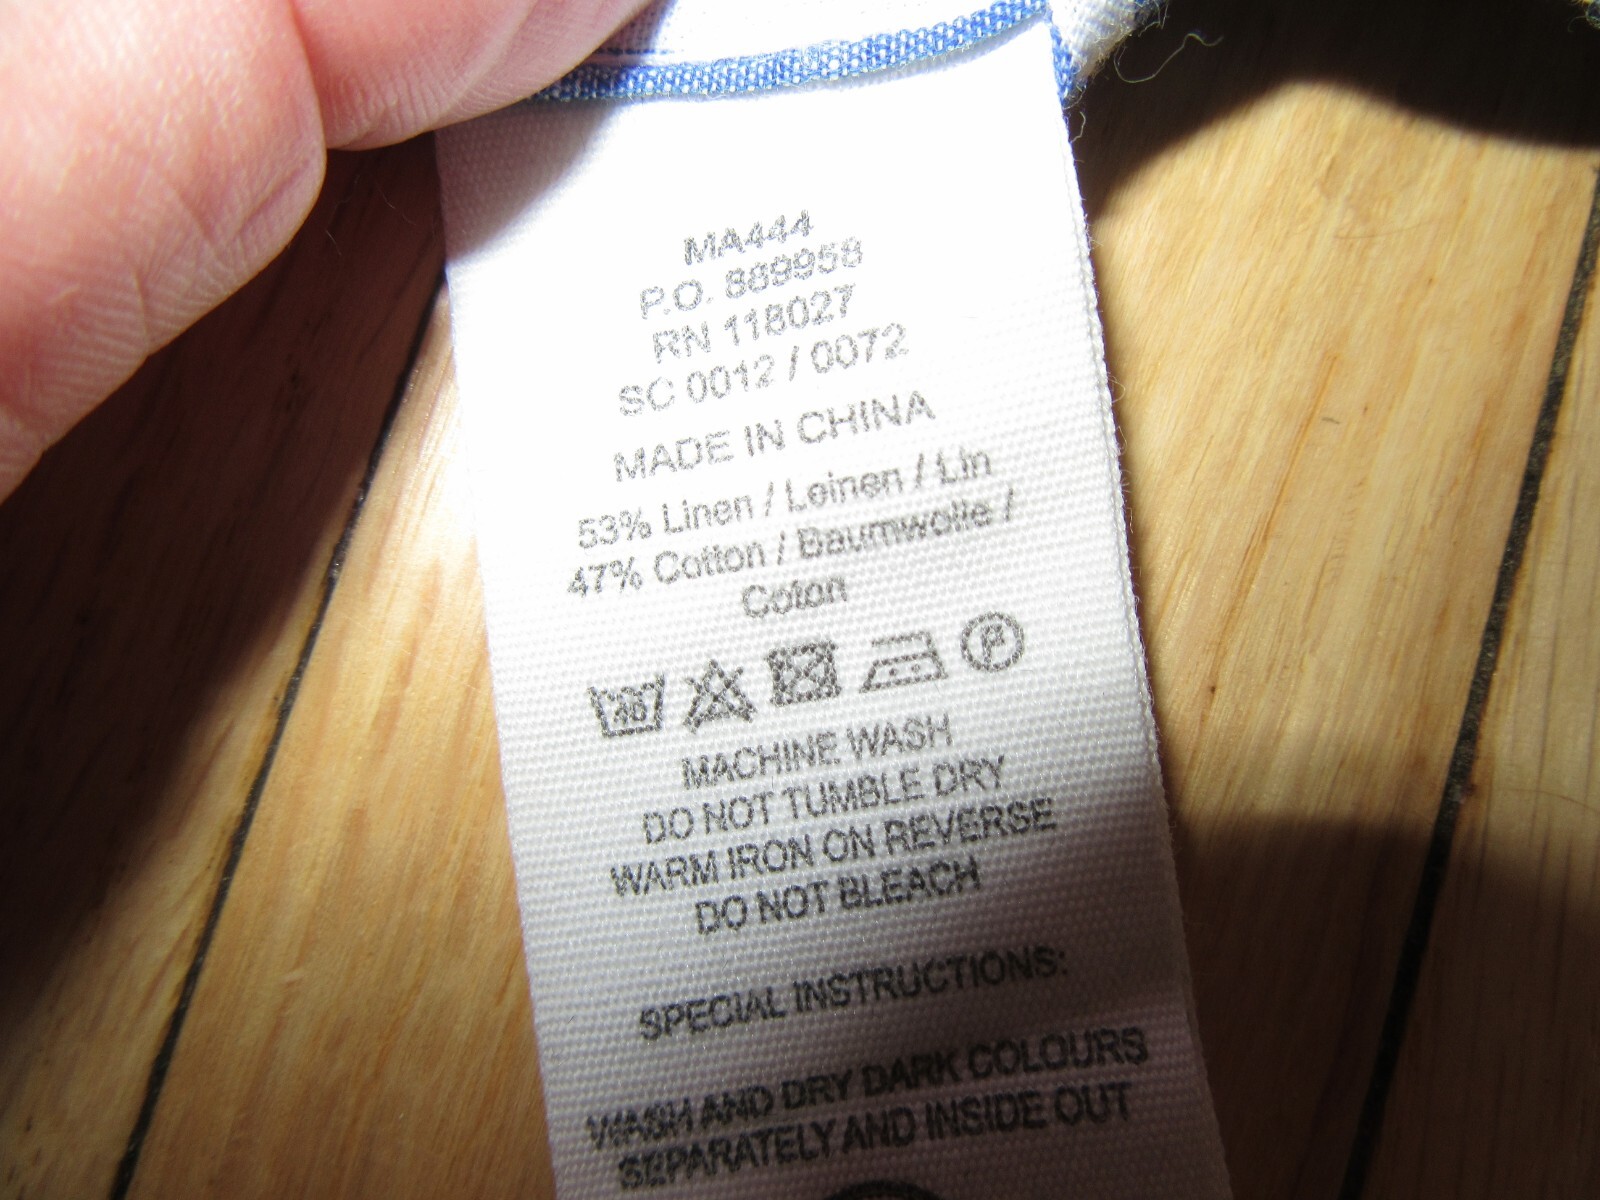 MA444
P.O. 889958
RN 118027
SC 0012 / 0072
MADE IN CHINA
53% Linen / Leinen / Lin
47% Cotton / Baumwolle /
Coton
30
P
MACHINE WASH
DO NOT TUMBLE DRY
WARM IRON ON REVERSE
DO NOT BLEACH
SPECIAL INSTRUCTIONS:
WASH AND DRY DARK COLOURS
SEPARATELY AND INSIDE OUT